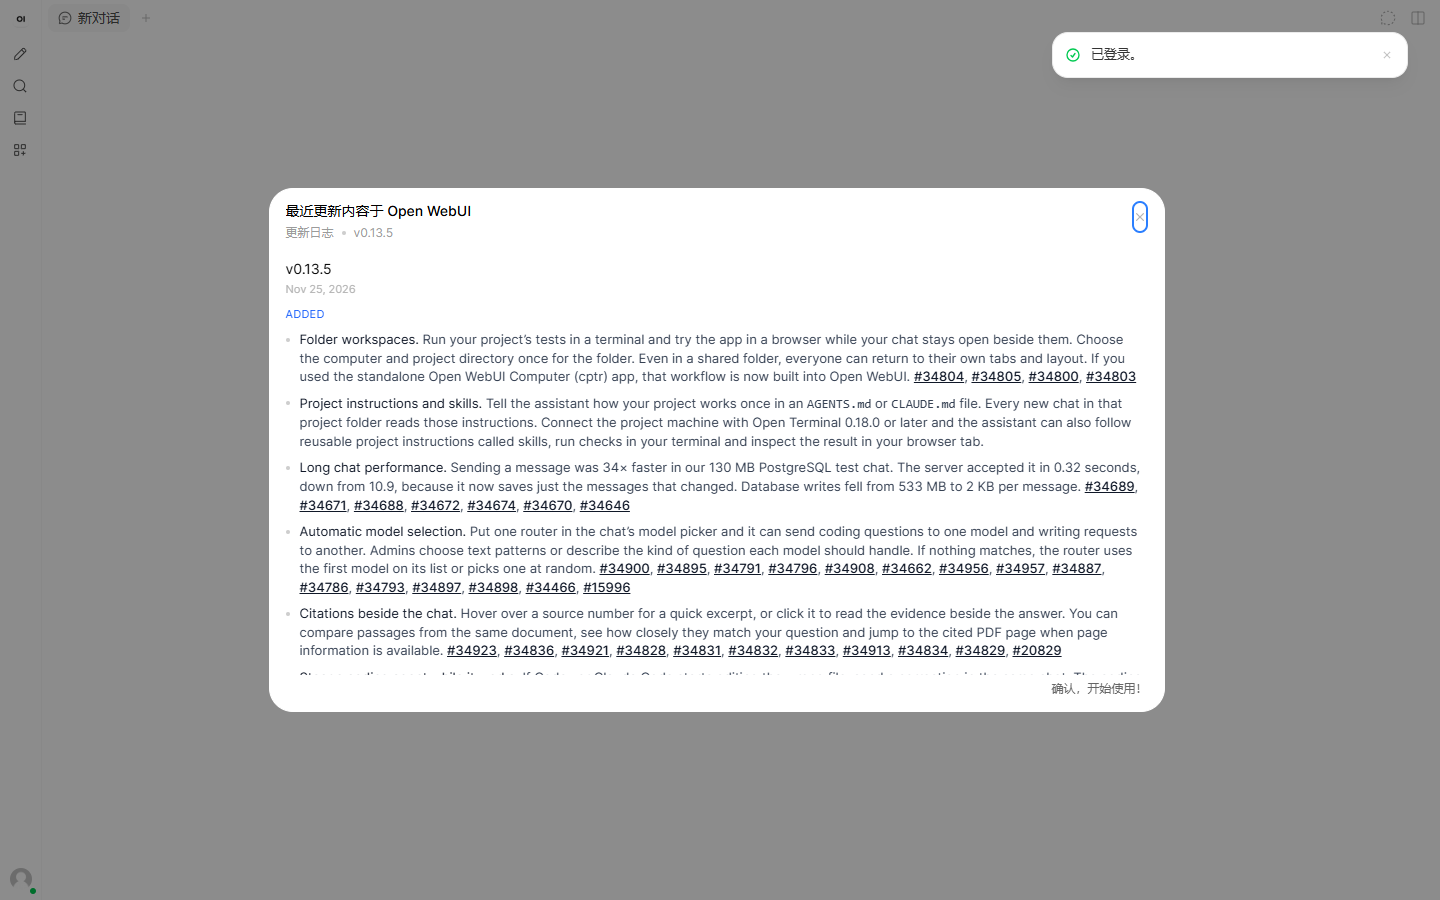 OI
新对话
已登录。
最近更新内容于 Open WebUI
更新日志 • v0.13.5
v0.13.5
Nov 25, 2026
ADDED
Folder workspaces. Run your project’s tests in a terminal and try the app in a browser while your chat stays open beside them. Choose
the computer and project directory once for the folder. Even in a shared folder, everyone can return to their own tabs and layout. If you
used the standalone Open WebUI Computer (cptr) app, that workflow is now built into Open WebUI. #34804, #34805, #34800, #34803
Project instructions and skills. Tell the assistant how your project works once in an AGENTS.md or CLAUDE.md file. Every new chat in that
project folder reads those instructions. Connect the project machine with Open Terminal 0.18.0 or later and the assistant can also follow
reusable project instructions called skills, run checks in your terminal and inspect the result in your browser tab.
Long chat performance. Sending a message was 34× faster in our 130 MB PostgreSQL test chat. The server accepted it in 0.32 seconds,
down from 10.9, because it now saves just the messages that changed. Database writes fell from 533 MB to 2 KB per message. #34689,
#34671, #34688, #34672, #34674, #34670, #34646
Automatic model selection. Put one router in the chat’s model picker and it can send coding questions to one model and writing requests
to another. Admins choose text patterns or describe the kind of question each model should handle. If nothing matches, the router uses
the first model on its list or picks one at random. #34900, #34895, #34791, #34796, #34908, #34662, #34956, #34957, #34887,
#34786, #34793, #34897, #34898, #34466, #15996
Citations beside the chat. Hover over a source number for a quick excerpt, or click it to read the evidence beside the answer. You can
compare passages from the same document, see how closely they match your question and jump to the cited PDF page when page
information is available. #34923, #34836, #34921, #34828, #34831, #34832, #34833, #34913, #34834, #34829, #20829
确认，开始使用！